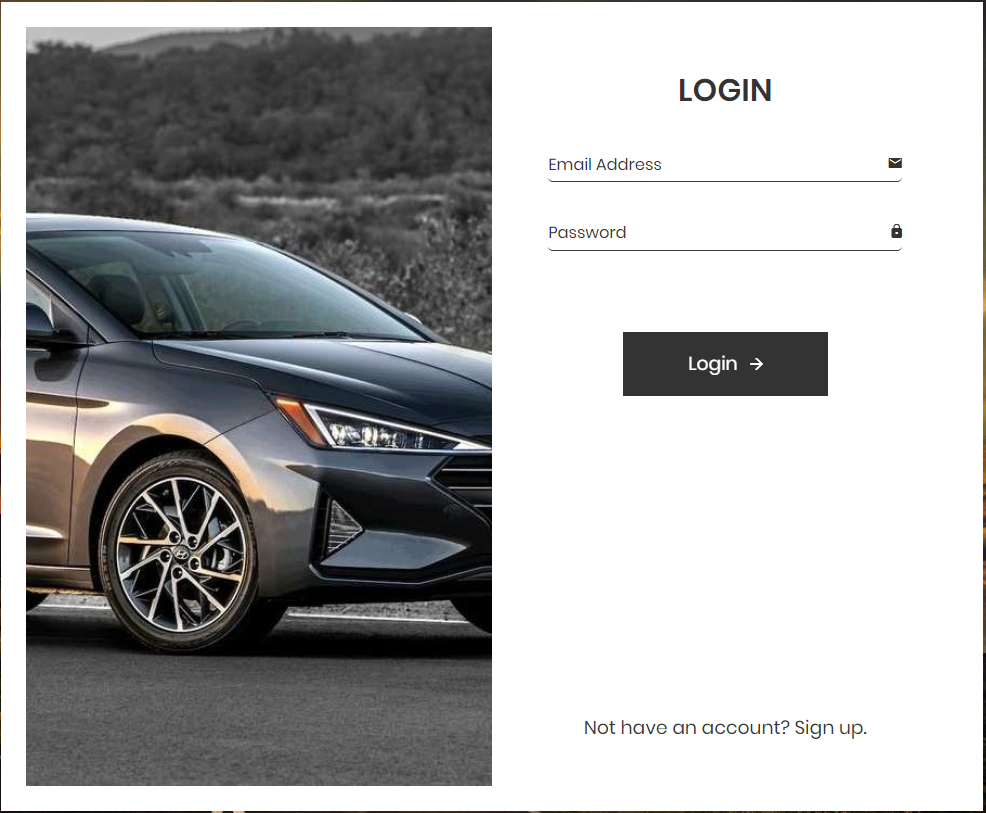 LOGIN
Email Address
Password
Login
Not have an account? Sign up.